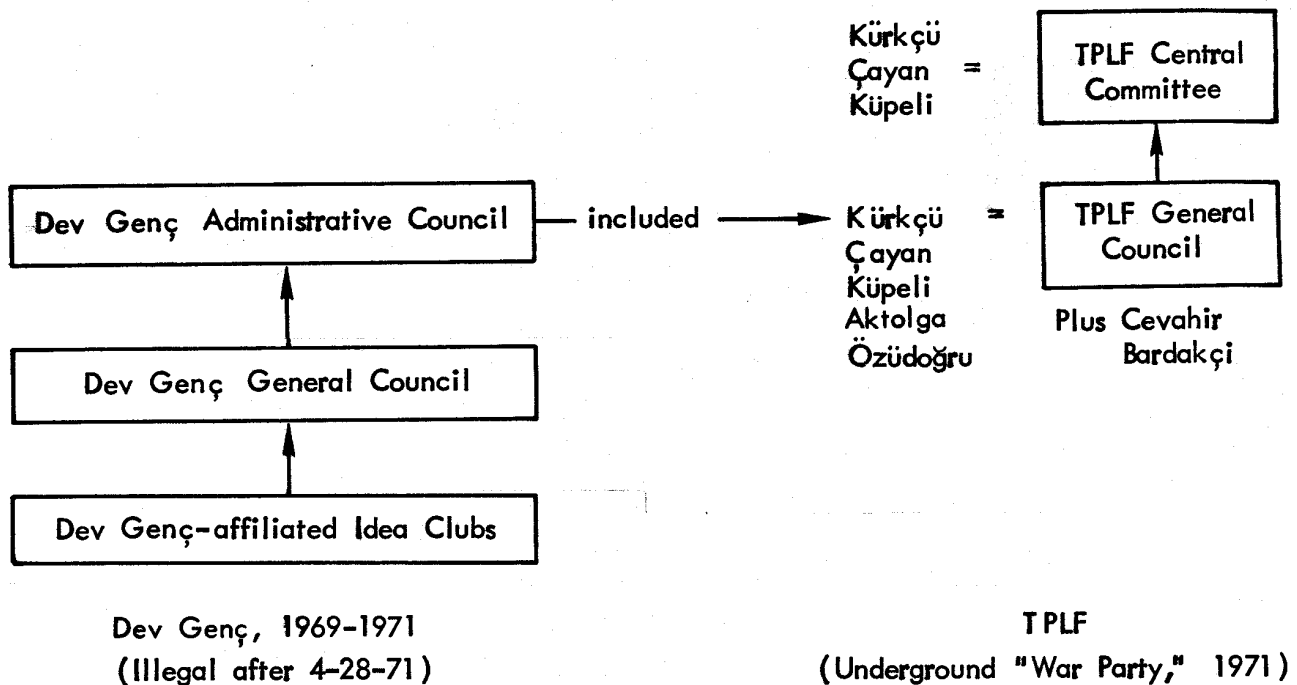 Kürkçü
Çayan =
Küpeli
TPLF Central
Committee
Dev Genç Administrative Council
included
Kürkçü =
Çayan
Küpeli
Aktolga
Özüdoğru
TPLF General
Council
Plus Cevahir
Bardakçi
Dev Genç General Council
Dev Genç-affiliated Idea Clubs
Dev Genç, 1969-1971
(Illegal after 4-28-71)
TPLF
(Underground "War Party," 1971)